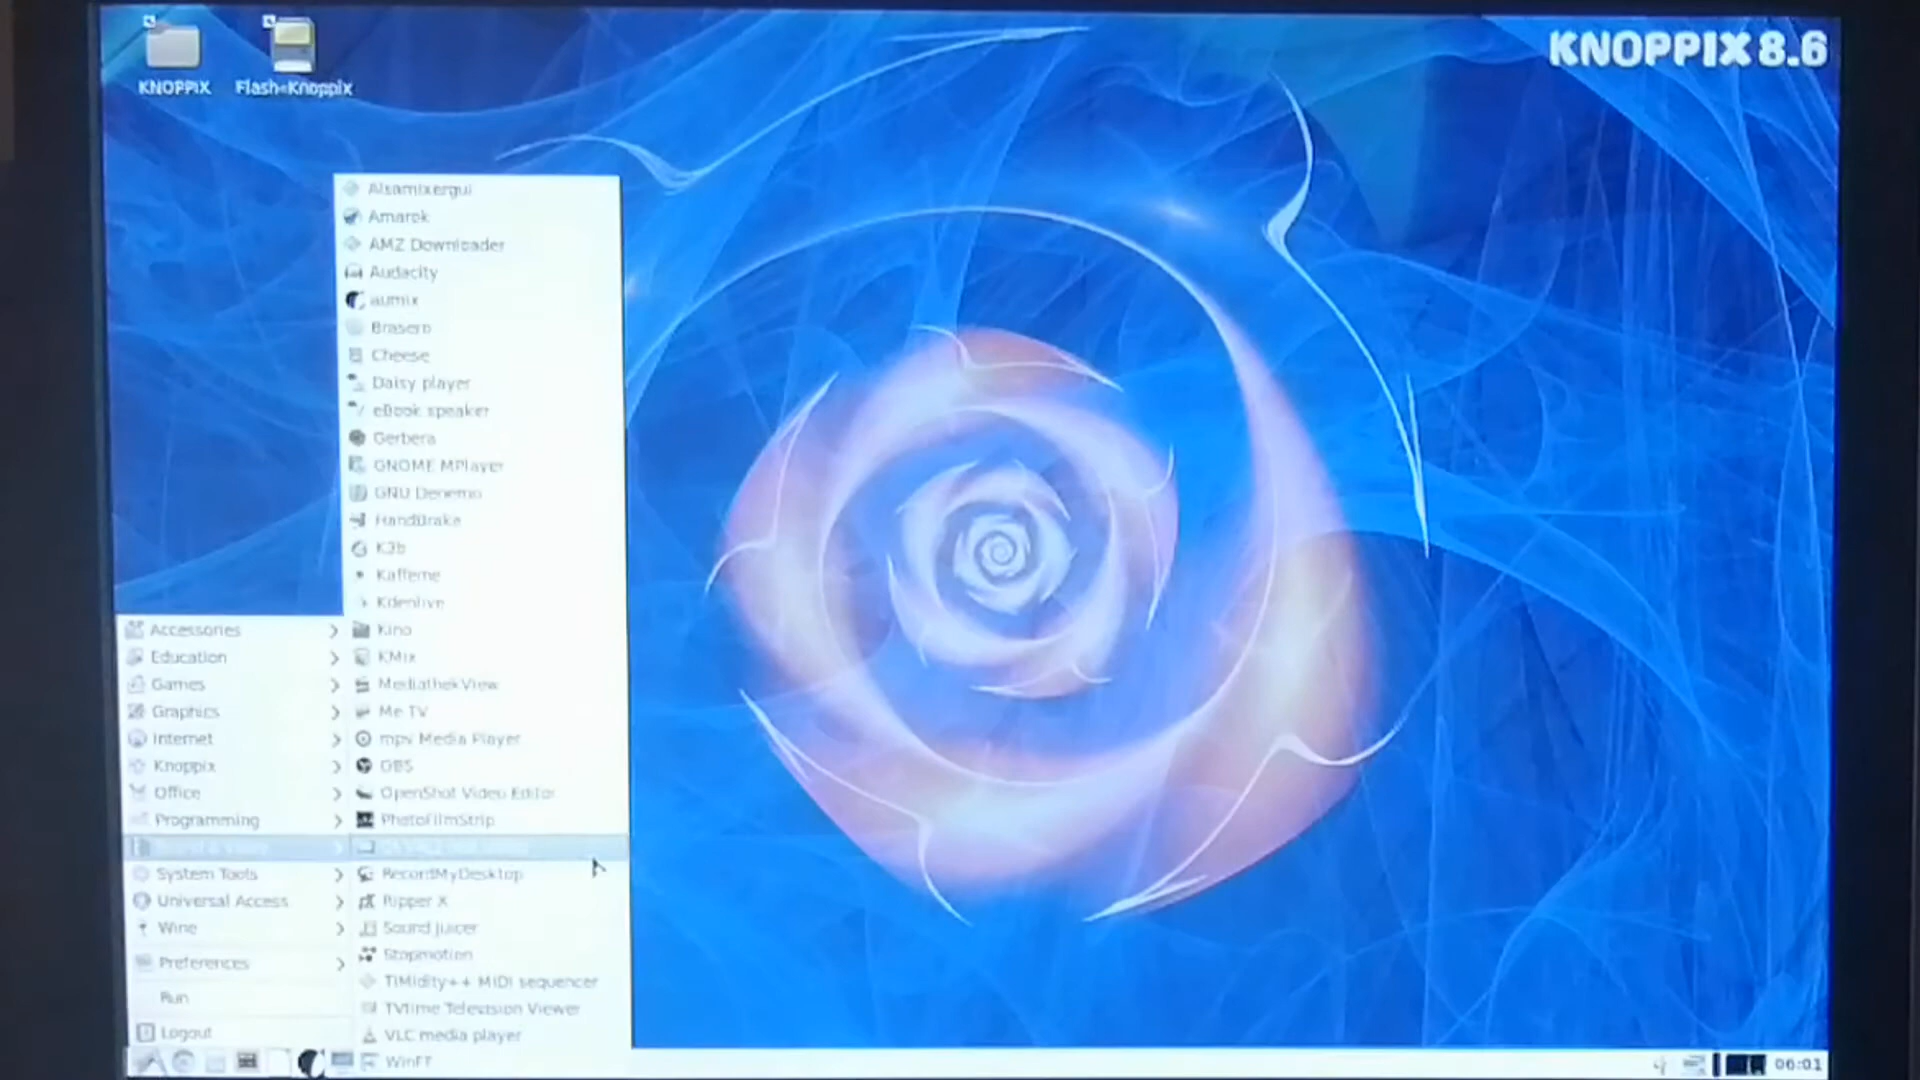 KNOPPIX 8.6
KNOPPIX
Flash-Knoppix
Alsamixergui
Amarok
AMZ Downloader
Audacity
aumix
Brasero
Cheese
Daisy player
eBook speaker
Gerbera
GNOME MPlayer
GNU Denemo
HandBrake
K3b
Kaffeine
Kdenlive
Kino
KMix
MediathekView
Me TV
mpv Media Player
OBS
OpenShot Video Editor
PhotoFilmStrip
RecordMyDesktop
Ripper X
Sound Juicer
Stopmotion
TiMidity++ MIDI sequencer
TVtime Television Viewer
VLC media player
WinFF
Accessories
Education
Games
Graphics
Internet
Knoppix
Office
Programming
Sound & Video
System Tools
Universal Access
Wine
Preferences
Run
Logout
06:01